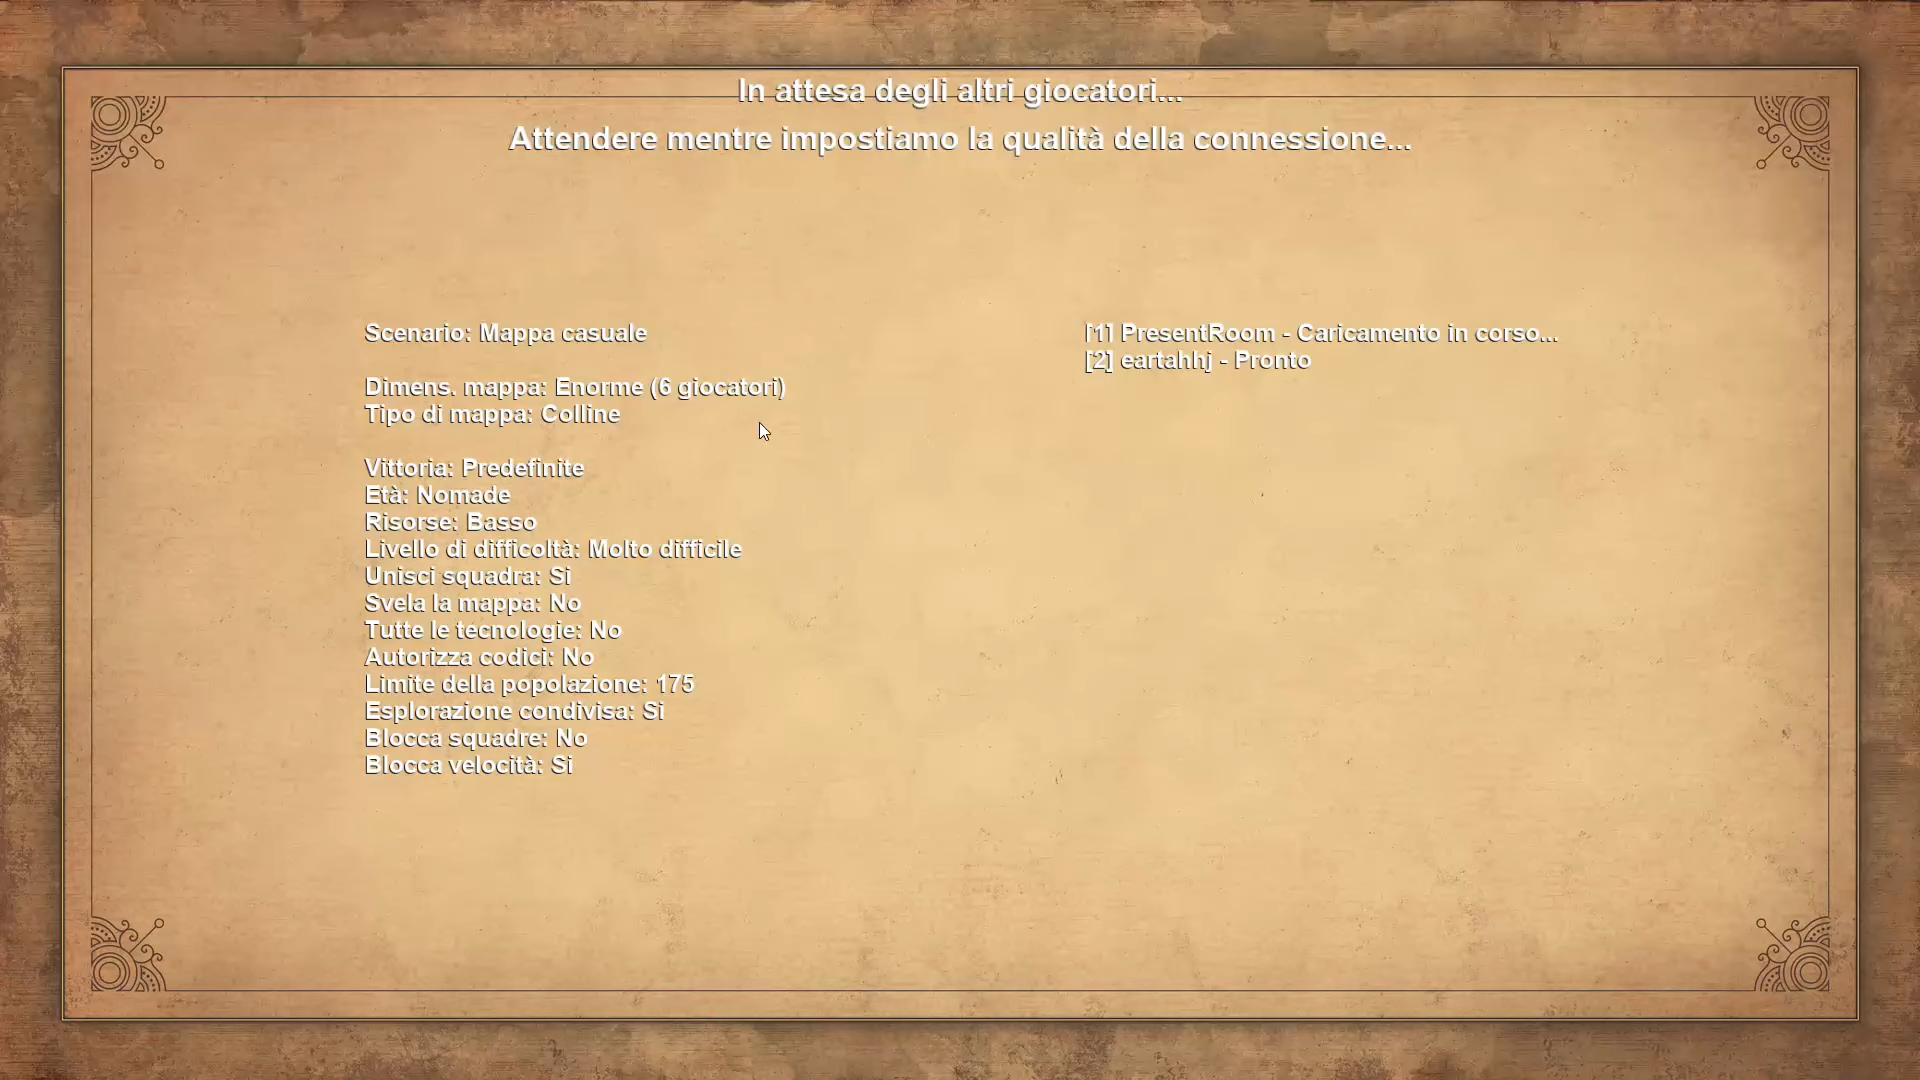 In attesa degli altri giocatori...
Attendere mentre impostiamo la qualità della connessione...
Scenario: Mappa casuale
Dimens. mappa: Enorme (6 giocatori)
Tipo di mappa: Colline
Vittoria: Predefinite
Età: Nomade
Risorse: Basso
Livello di difficoltà: Molto difficile
Unisci squadra: Sì
Svela la mappa: No
Tutte le tecnologie: No
Autorizza codici: No
Limite della popolazione: 175
Esplorazione condivisa: Sì
Blocca squadre: No
Blocca velocità: Sì
[1] PresentRoom - Caricamento in corso...
[2] eartahhj - Pronto